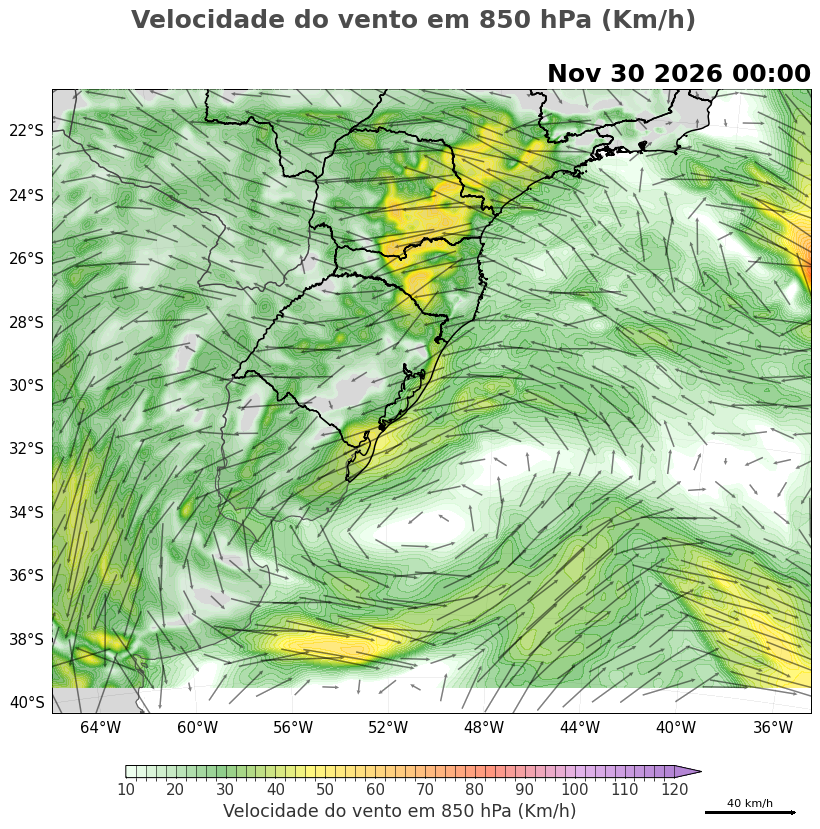 Velocidade do vento em 850 hPa (Km/h)
Nov 30 2026 00:00
22°S
24°S
26°S
28°S
30°S
32°S
34°S
36°S
38°S
40°S
64°W 60°W 56°W 52°W 48°W 44°W 40°W 36°W
10 20 30 40 50 60 70 80 90 100 110 120
Velocidade do vento em 850 hPa (Km/h)
40 km/h